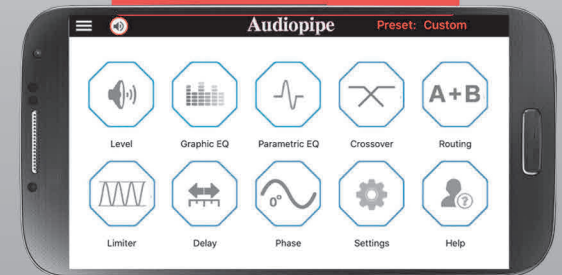 Audiopipe Preset: Custom
A+B
Level Graphic EQ Parametric EQ Crossover Routing
0° ?
Limiter Delay Phase Settings Help